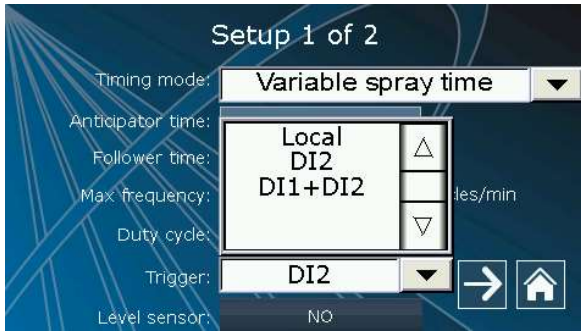 Setup 1 of 2
Timing mode: Variable spray time
Anticipator time:
Follower time:
Max frequency: les/min
Duty cycle:
Local
DI2
DI1+DI2
Trigger: DI2
Level sensor: NO